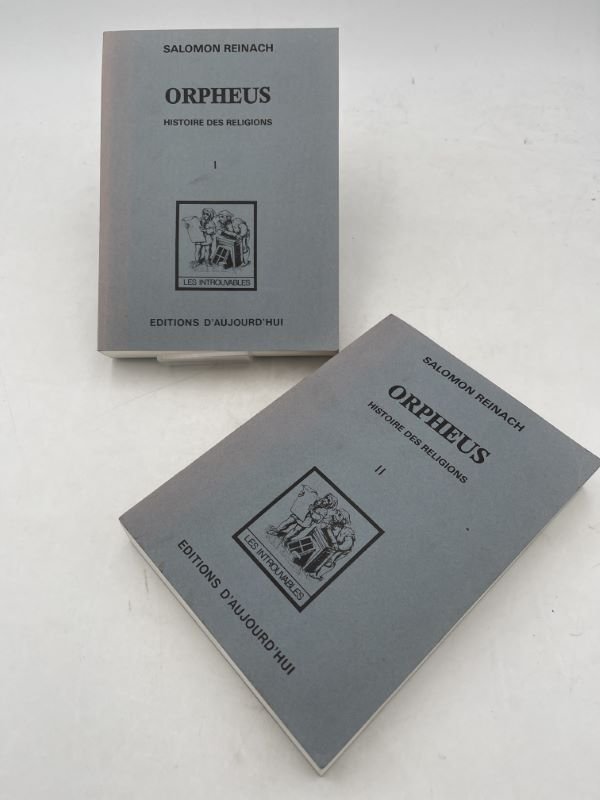 SALOMON REINACH
ORPHEUS
HISTOIRE DES RELIGIONS
I
LES INTROUVABLES
EDITIONS D'AUJOURD'HUI
SALOMON REINACH
ORPHEUS
HISTOIRE DES RELIGIONS
II
LES INTROUVABLES
EDITIONS D'AUJOURD'HUI